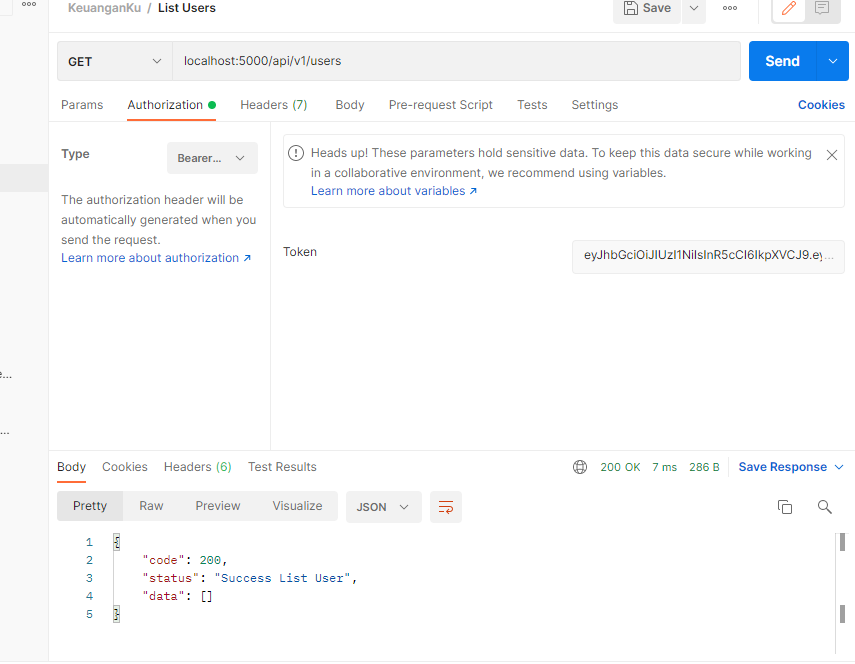 KeuanganKu / List Users
Save
GET
localhost:5000/api/v1/users
Send
Params Authorization Headers (7) Body Pre-request Script Tests Settings Cookies
Type
Bearer...
The authorization header will be
automatically generated when you
send the request.
Learn more about authorization ↗
Heads up! These parameters hold sensitive data. To keep this data secure while working
in a collaborative environment, we recommend using variables.
Learn more about variables ↗
Token
eyJhbGciOiJIUzI1NiIsInR5cCI6IkpXVCJ9.ey...
e...
...
Body Cookies Headers (6) Test Results 200 OK 7 ms 286 B Save Response
Pretty Raw Preview Visualize JSON
1 {
2 "code": 200,
3 "status": "Success List User",
4 "data": []
5 }